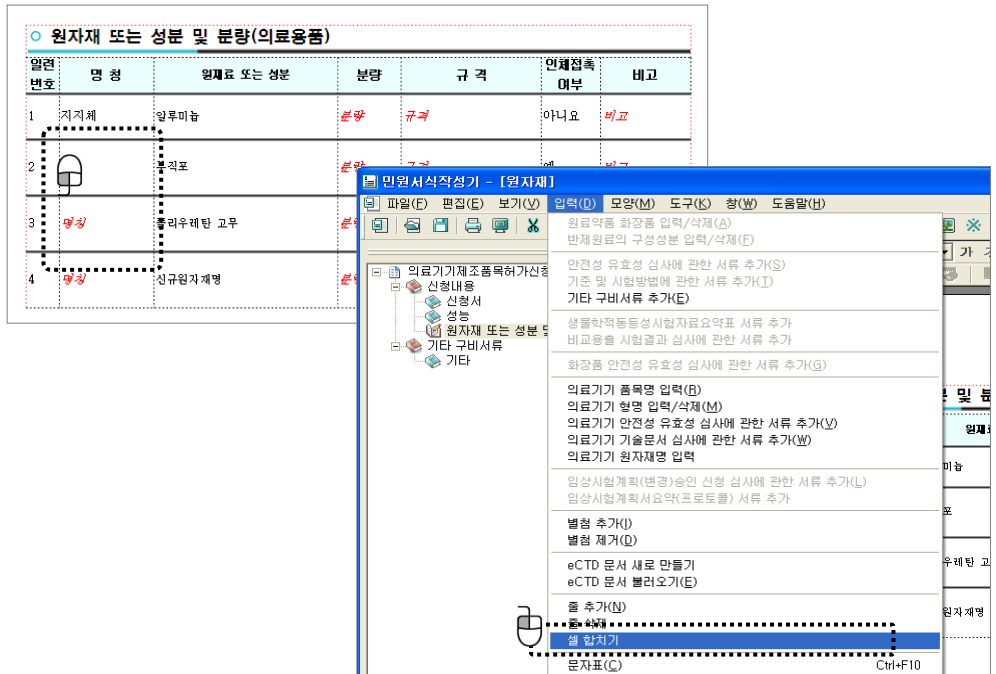 원자재 또는 성분 및 분량(의료용품)
일련번호 명 칭 원재료 또는 성분 분량 규 격 인체접촉여부 비고
1 지지체 알루미늄 분량 규격 아니요 비고
2 부직포 분량 규격 예 비고
3 명칭 폴리우레탄 고무
4 명칭 신규원자재명
민원서식작성기 - [원자재]
파일(F) 편집(E) 보기(V) 입력(D) 모양(M) 도구(K) 창(W) 도움말(H)
의료기기제조품목허가신청
신청내용
신청서
성능
원자재 또는 성분 및
기타 구비서류
기타
원료약품 화장품 입력/삭제(A)
반제원료의 구성성분 입력/삭제(F)
안전성 유효성 심사에 관한 서류 추가(S)
기준 및 시험방법에 관한 서류 추가(T)
기타 구비서류 추가(E)
생물학적동등성시험자료요약표 서류 추가
비교용출 시험결과 심사에 관한 서류 추가
화장품 안전성 유효성 심사에 관한 서류 추가(G)
의료기기 품목명 입력(R)
의료기기 형명 입력/삭제(M)
의료기기 안전성 유효성 심사에 관한 서류 추가(V)
의료기기 기술문서 심사에 관한 서류 추가(W)
의료기기 원자재명 입력
임상시험계획(변경)승인 신청 심사에 관한 서류 추가(L)
임상시험계획서요약(프로토콜) 서류 추가
별첨 추가(I)
별첨 제거(D)
eCTD 문서 새로 만들기
eCTD 문서 불러오기(E)
줄 추가(N)
줄 삭제
셀 합치기
문자표(C) Ctrl+F10
가
및 분
원재료
미늄
포
우레탄 고
원자재명